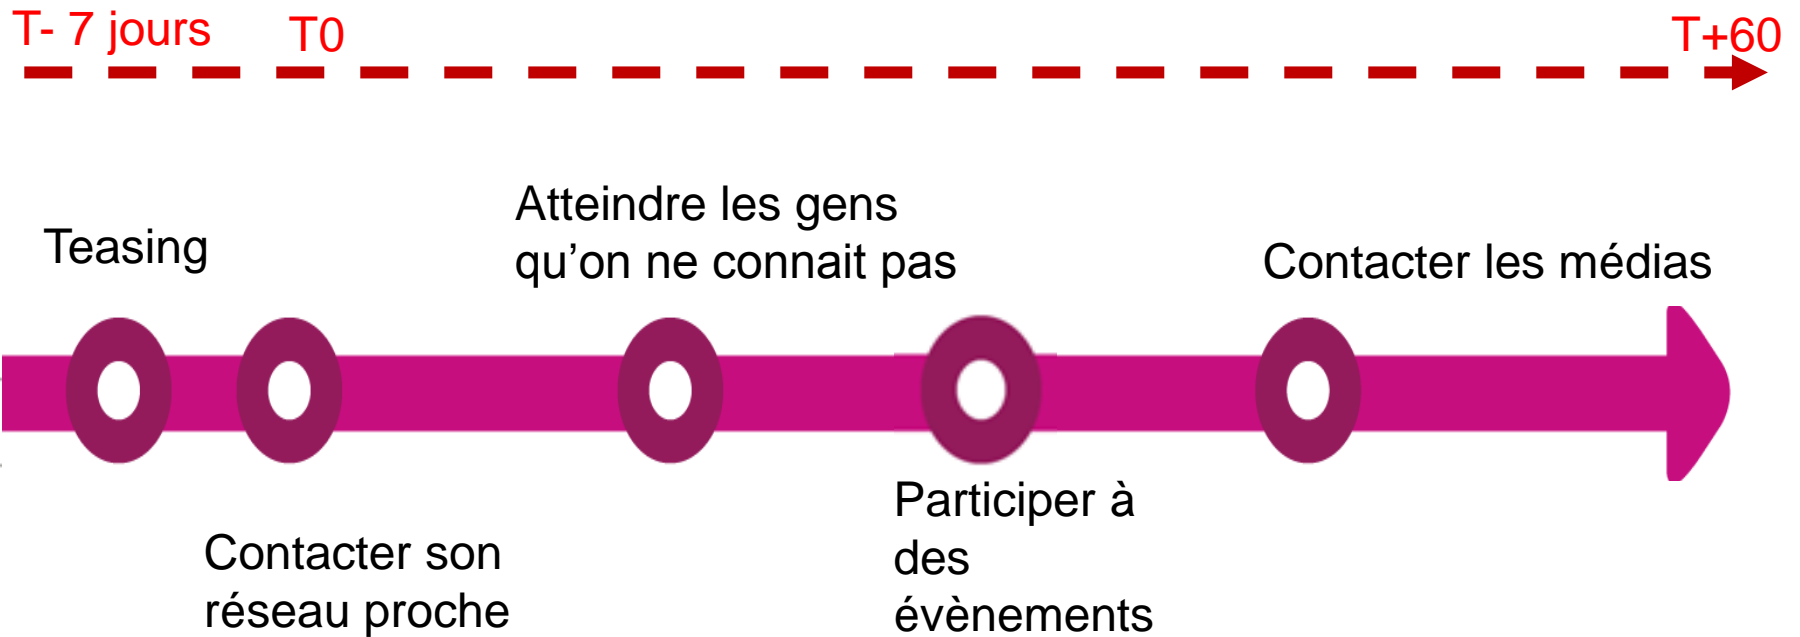 T- 7 jours
T0
T+60
Teasing
Atteindre les gens
qu’on ne connait pas
Contacter les médias
Contacter son
réseau proche
Participer à
des
évènements